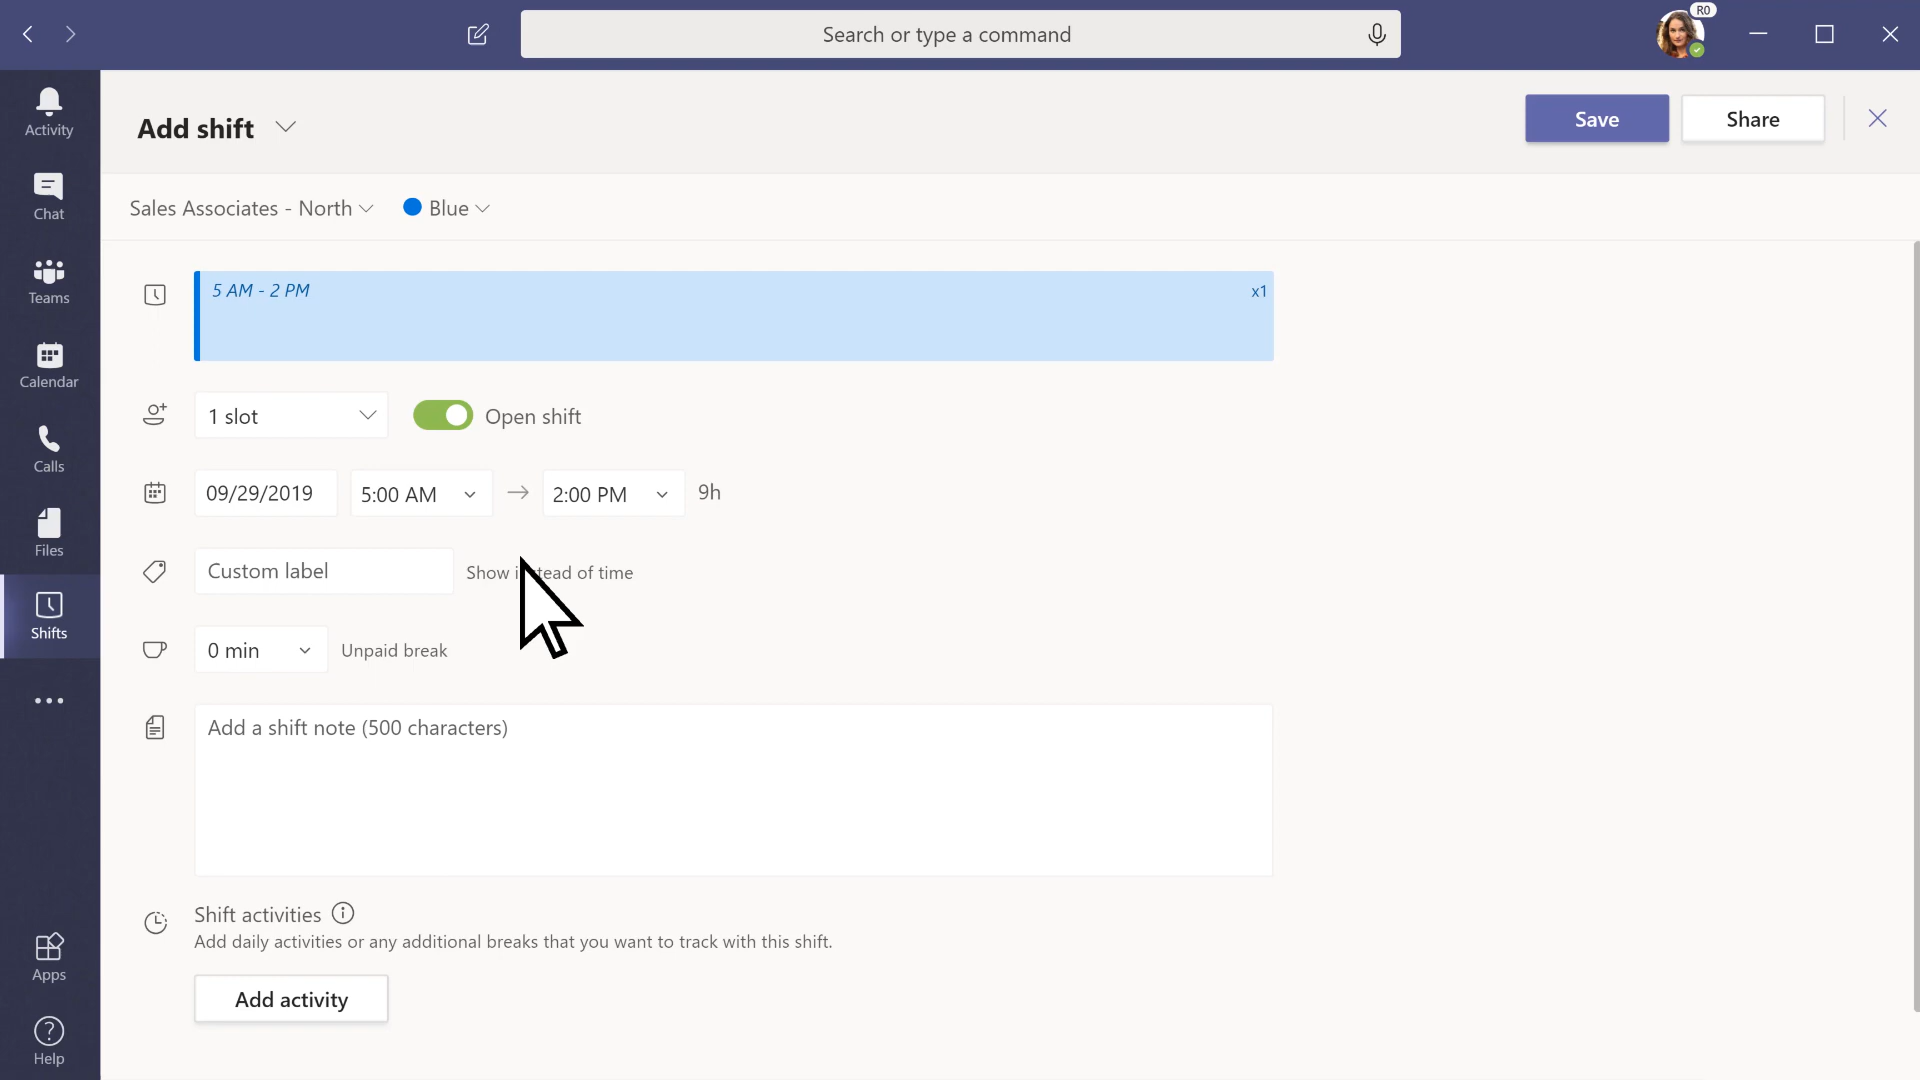 Search or type a command
R0
Activity
Chat
Teams
Calendar
Calls
Files
Shifts
Apps
Help
Add shift
Save
Share
Sales Associates - North
Blue
5 AM - 2 PM
x1
1 slot
Open shift
09/29/2019
5:00 AM
2:00 PM
9h
Custom label
Show instead of time
0 min
Unpaid break
Add a shift note (500 characters)
Shift activities
Add daily activities or any additional breaks that you want to track with this shift.
Add activity